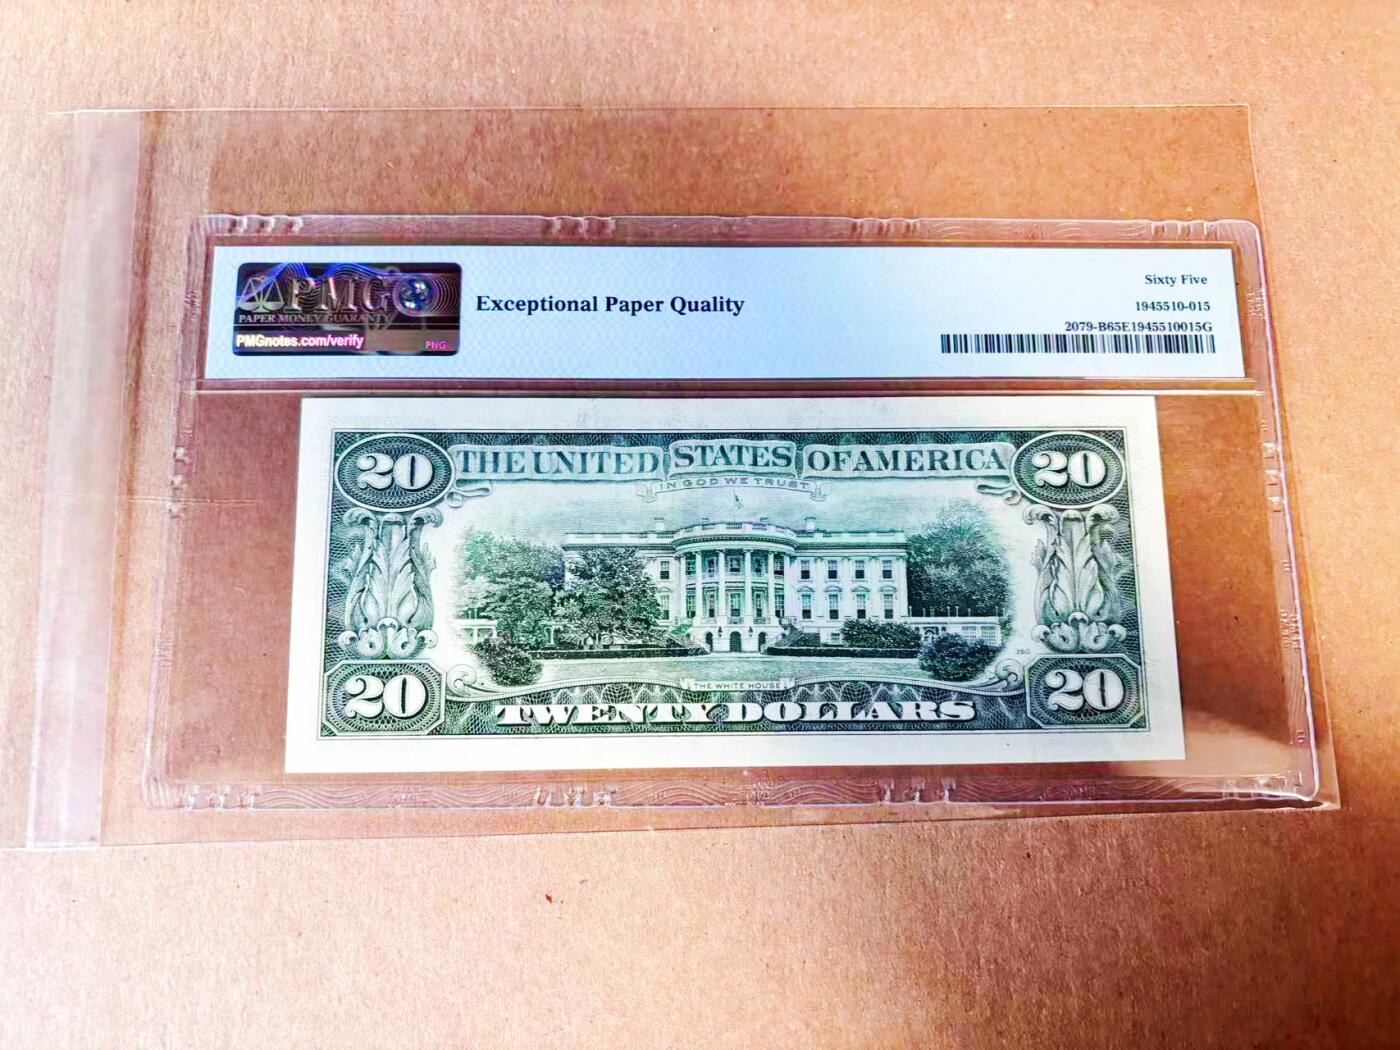 PMG
PAPER MONEY GUARANTY
PMGnotes.com/verify
PNG
Exceptional Paper Quality
Sixty Five
1945510-015
2079-B65E1945510015G
20
THE UNITED STATES OF AMERICA
20
IN GOD WE TRUST
THE WHITE HOUSE
20
TWENTY DOLLARS
20